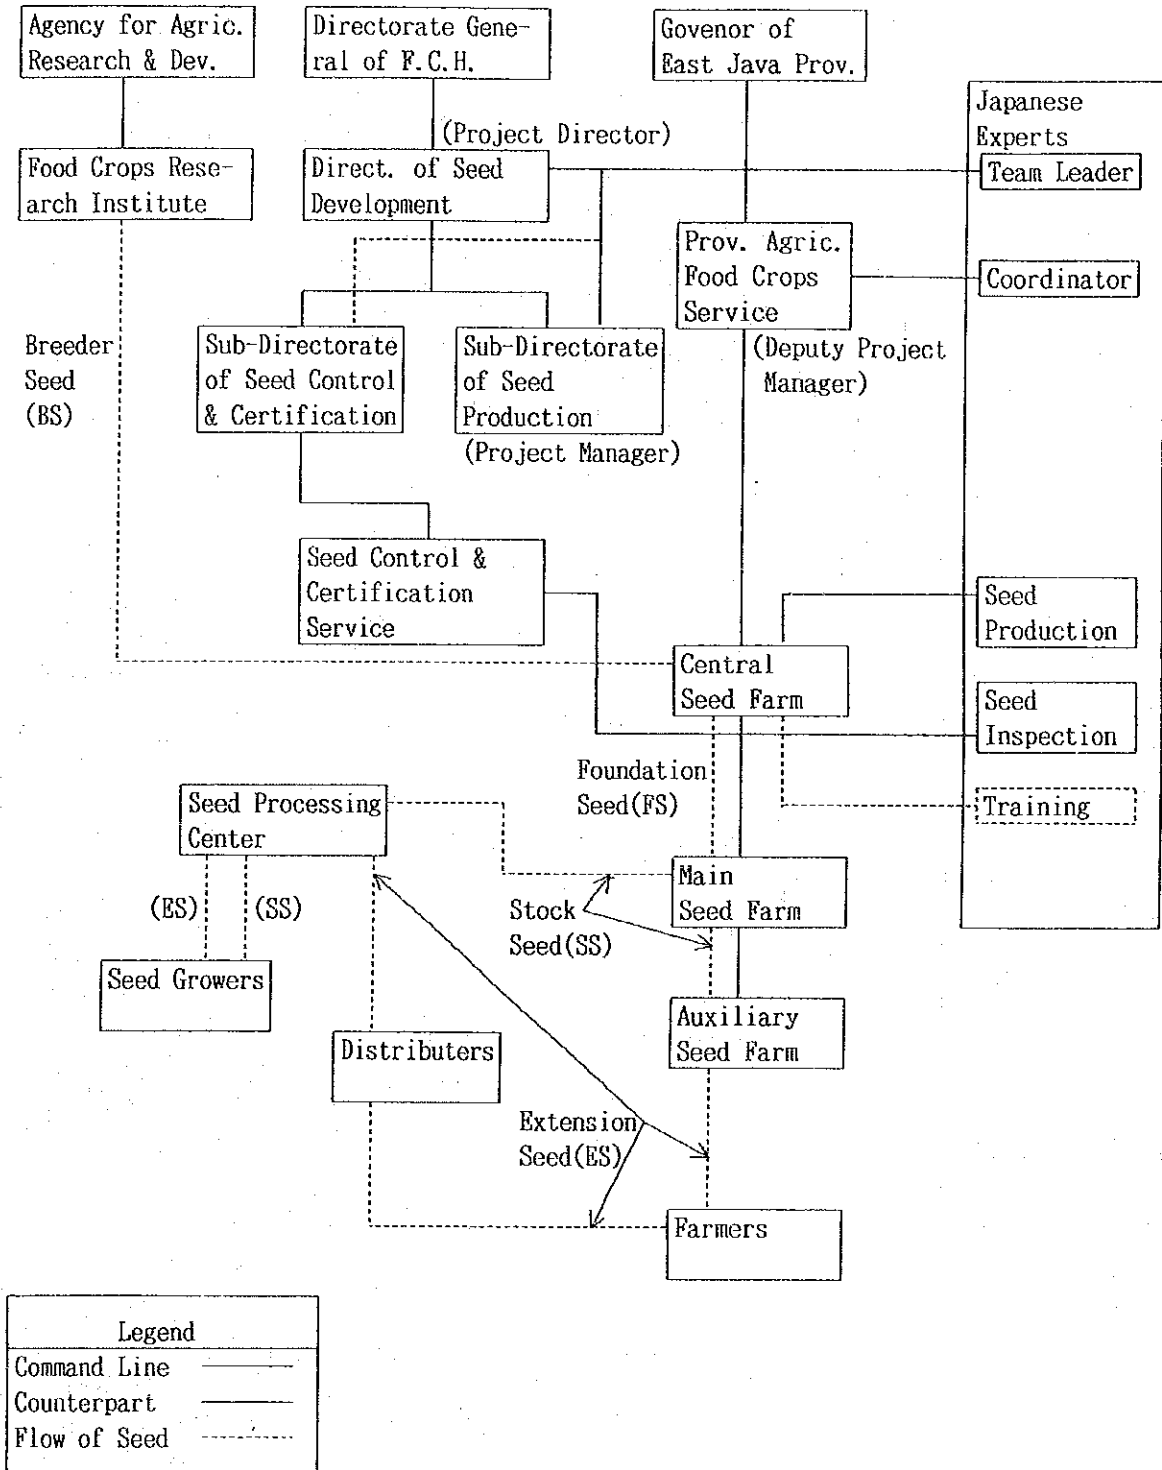 Agency for Agric.
Research & Dev.
Directorate Gene-
ral of F.C.H.
Govenor of
East Java Prov.
Japanese
Experts
(Project Director)
Food Crops Rese-
arch Institute
Direct. of Seed
Development
Team Leader
Prov. Agric.
Food Crops
Service
Coordinator
Breeder
Seed
(BS)
Sub-Directorate
of Seed Control
& Certification
Sub-Directorate
of Seed
Production
(Project Manager)
(Deputy Project
Manager)
Seed Control &
Certification
Service
Seed
Production
Central
Seed Farm
Seed
Inspection
Foundation
Seed(FS)
Seed Processing
Center
Training
(ES)
(SS)
Stock
Seed(SS)
Main
Seed Farm
Seed Growers
Auxiliary
Seed Farm
Distributers
Extension
Seed(ES)
Farmers
Legend
Command Line
Counterpart
Flow of Seed